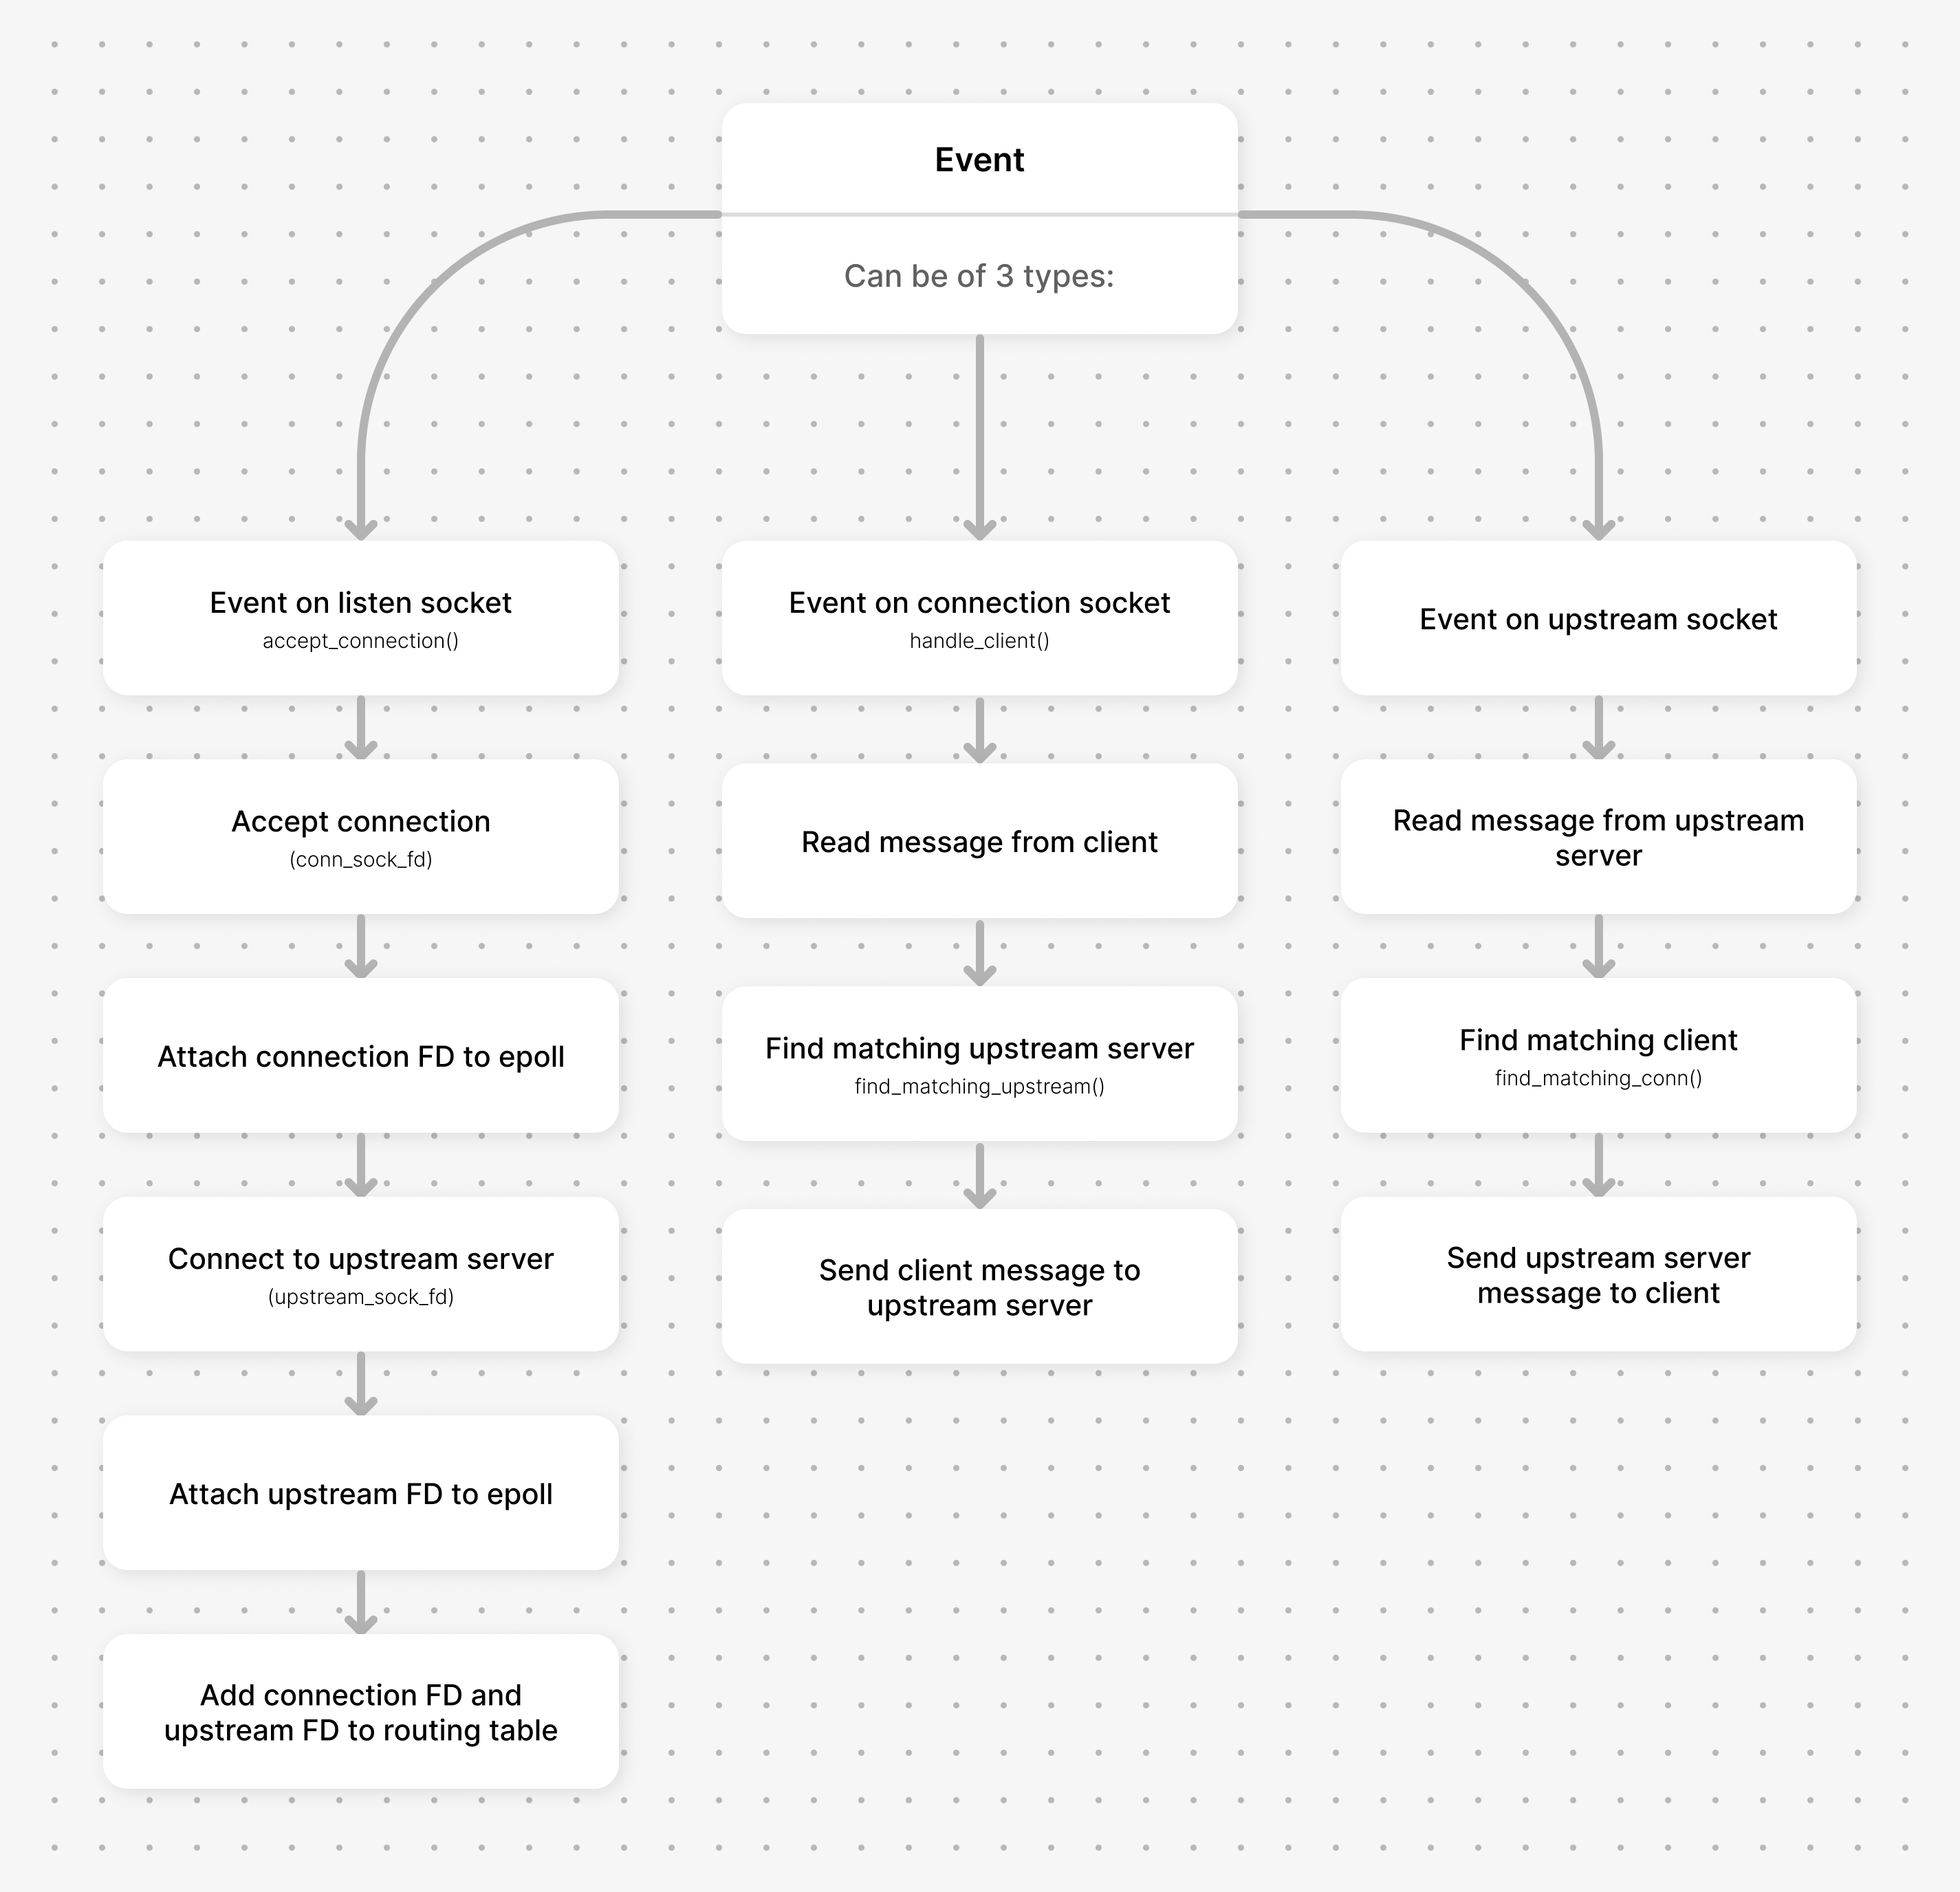 Event
Can be of 3 types:
Event on listen socket
accept_connection()
Accept connection
(conn_sock_fd)
Attach connection FD to epoll
Connect to upstream server
(upstream_sock_fd)
Attach upstream FD to epoll
Add connection FD and
upstream FD to routing table
Event on connection socket
handle_client()
Read message from client
Find matching upstream server
find_matching_upstream()
Send client message to
upstream server
Event on upstream socket
Read message from upstream
server
Find matching client
find_matching_conn()
Send upstream server
message to client